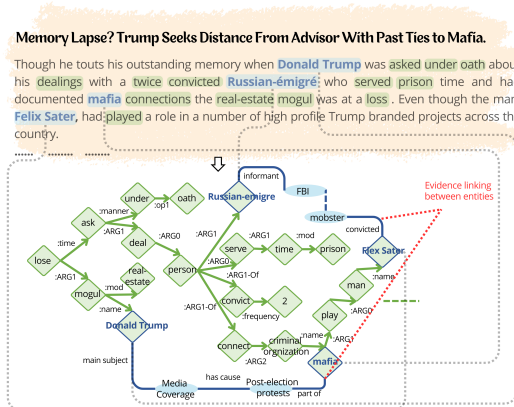 Memory Lapse? Trump Seeks Distance From Advisor With Past Ties to Mafia.
Though he touts his outstanding memory when Donald Trump was asked under oath abou
his dealings with a twice convicted Russian-émigré who served prison time and ha
documented mafia connections the real-estate mogul was at a loss . Even though the mar
Felix Sater, had played a role in a number of high profile Trump branded projects across th
country.
informant
Russian-emigre
FBI
Evidence linking
between entities
under
oath
:manner
:op1
mobster
convicted
ask
:ARG1
deal
:ARG0
:ARG1
serve
:ARG1
time
:mod
prison
Flex Sater
:time
lose
:ARG1
real-
estate
person
:ARG0
:ARG1-Of
man
:name
mogul
:mod
:name
convict
2
:frequency
:ARG0
play
Donald Trump
:ARG1-Of
connect
:ARG2
criminal
orgnization
:name
:ARG1
mafia
main subject
Media
Coverage
has cause
Post-election
protests
part of